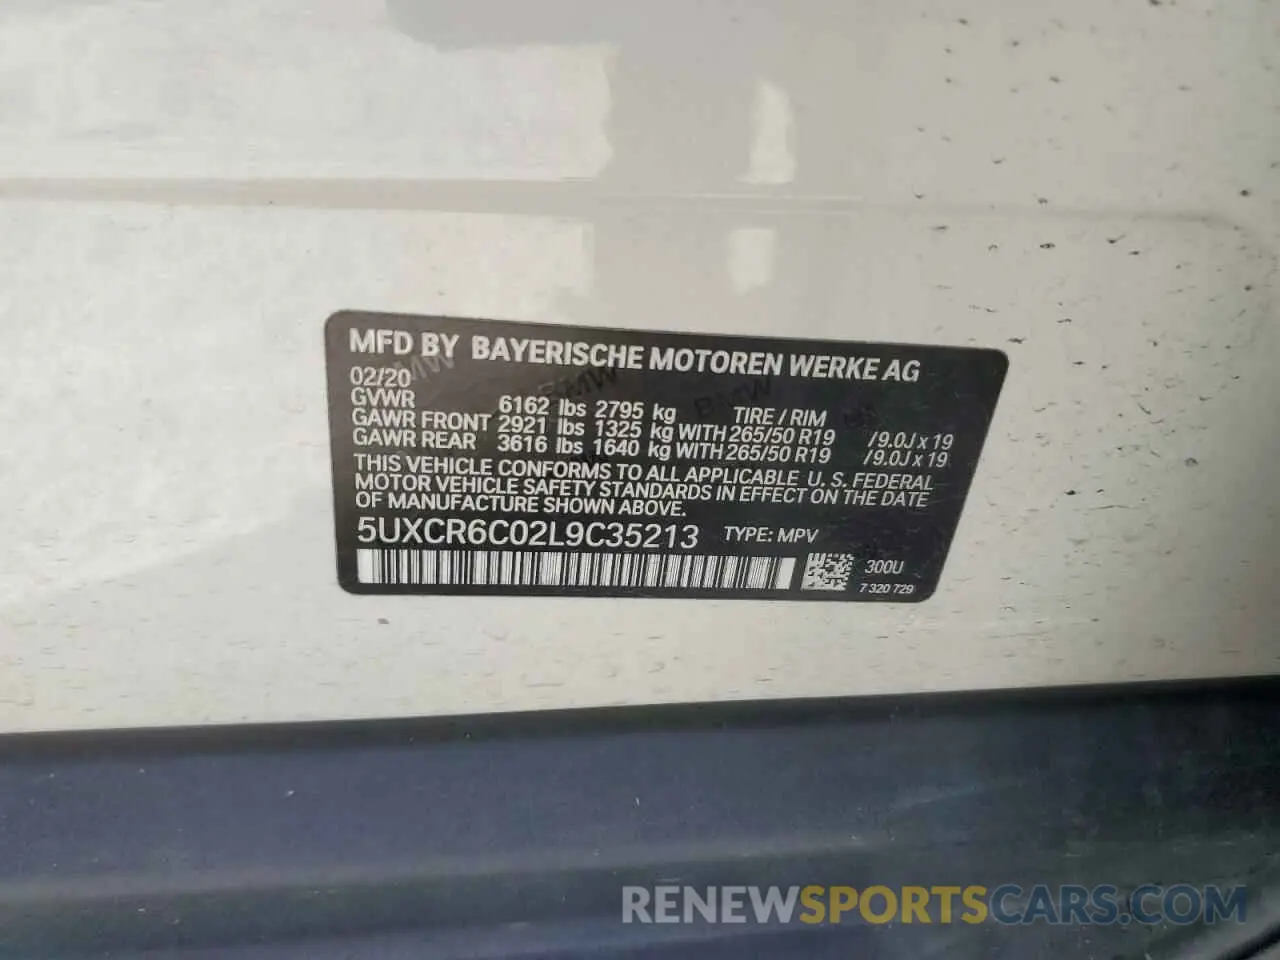 MFD BY BAYERISCHE MOTOREN WERKE AG
02/20
GVWR 6162 lbs 2795 kg TIRE / RIM
GAWR FRONT 2921 lbs 1325 kg WITH 265/50 R19 /9.0J x 19
GAWR REAR 3616 lbs 1640 kg WITH 265/50 R19 /9.0J x 19
THIS VEHICLE CONFORMS TO ALL APPLICABLE U. S. FEDERAL
MOTOR VEHICLE SAFETY STANDARDS IN EFFECT ON THE DATE
OF MANUFACTURE SHOWN ABOVE.
5UXCR6C02L9C35213 TYPE: MPV
300U
7 320 729
RENEWSPORTSCARS.COM